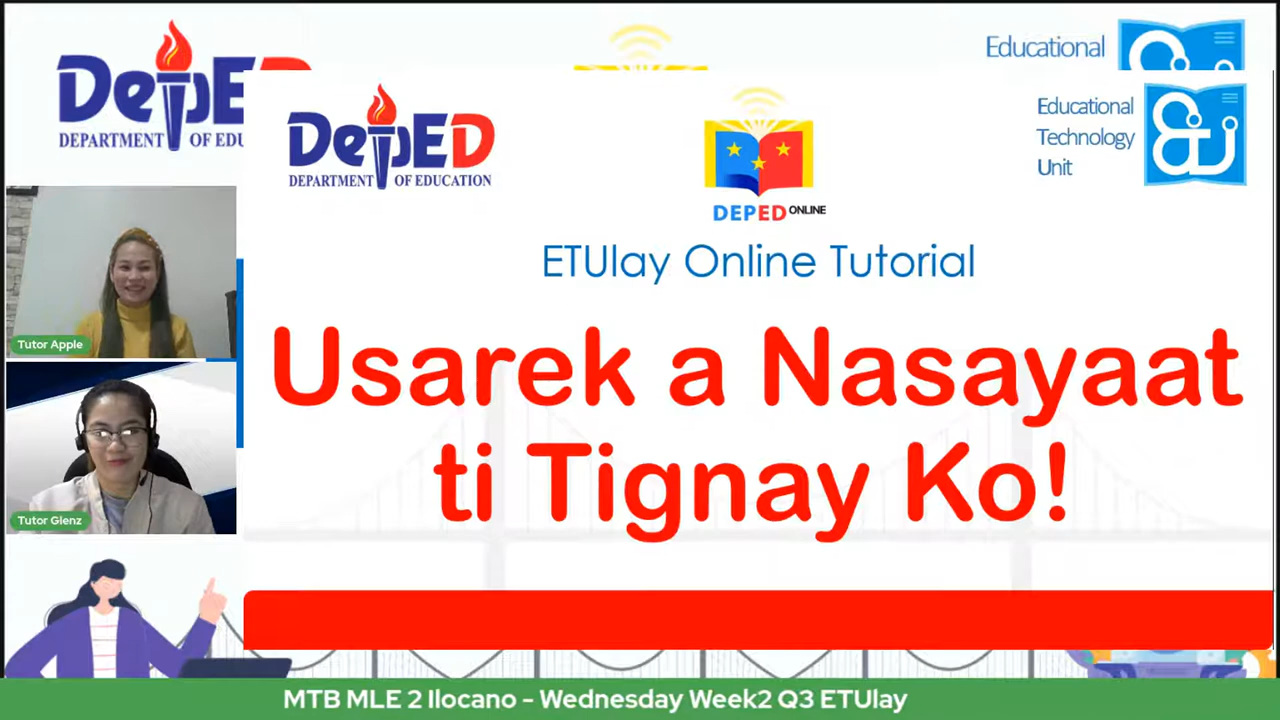 DepED
DEPARTMENT OF EDU
Educational
DepED
DEPARTMENT OF EDUCATION
DEPED ONLINE
Educational
Technology
Unit
ETUlay Online Tutorial
Usarek a Nasayaat
ti Tignay Ko!
Tutor Apple
Tutor Glenz
MTB MLE 2 Ilocano - Wednesday Week2 Q3 ETUlay